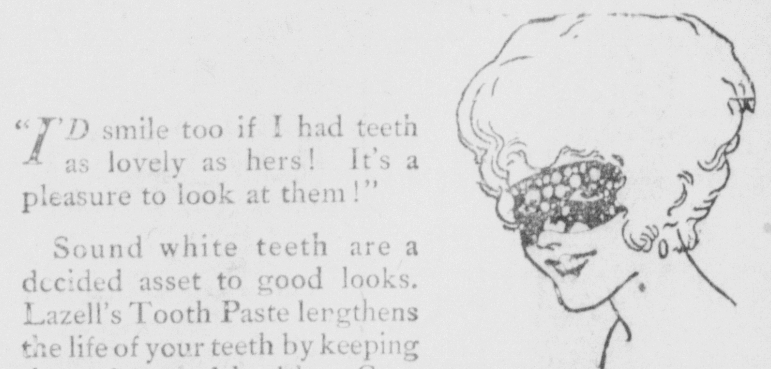 "I'D smile too if I had teeth
as lovely as hers! It's a
pleasure to look at them!"
Sound white teeth are a
decided asset to good looks.
Lazell's Tooth Paste lengthens
the life of your teeth by keeping